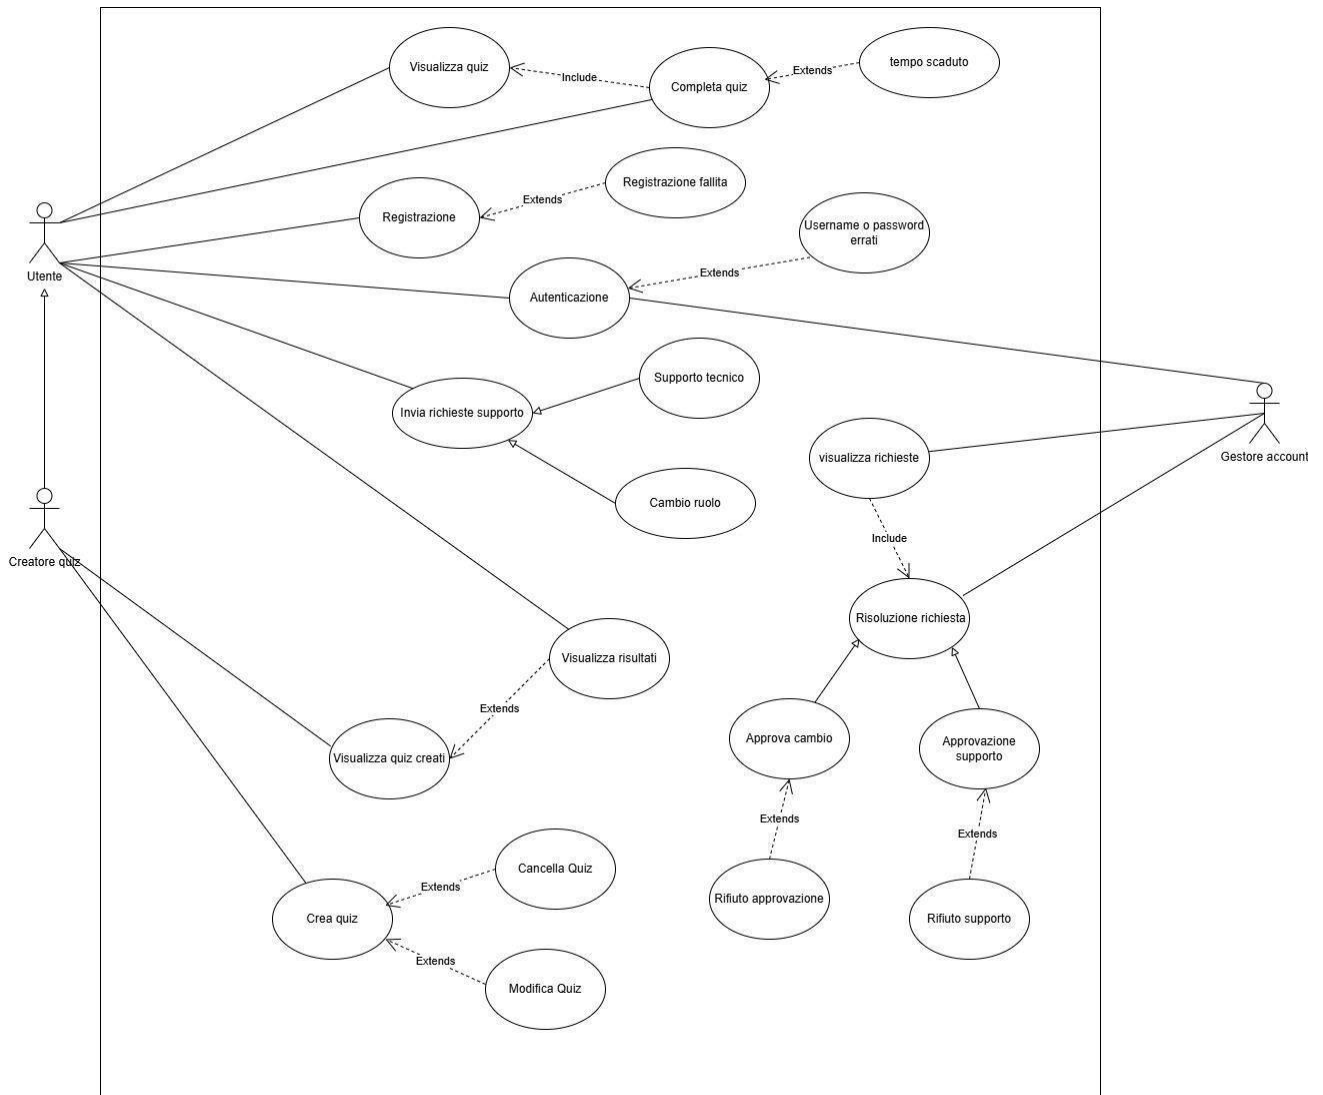 Visualizza quiz
Include
Completa quiz
Extends
tempo scaduto
Registrazione
Extends
Registrazione fallita
Username o password
errati
Extends
Autenticazione
Utente
Invia richieste supporto
Supporto tecnico
Cambio ruolo
visualizza richieste
Gestore account
Include
Creatore quiz
Risoluzione richiesta
Visualizza risultati
Extends
Visualizza quiz creati
Approva cambio
Approvazione
supporto
Extends
Extends
Cancella Quiz
Extends
Crea quiz
Rifiuto approvazione
Rifiuto supporto
Extends
Modifica Quiz